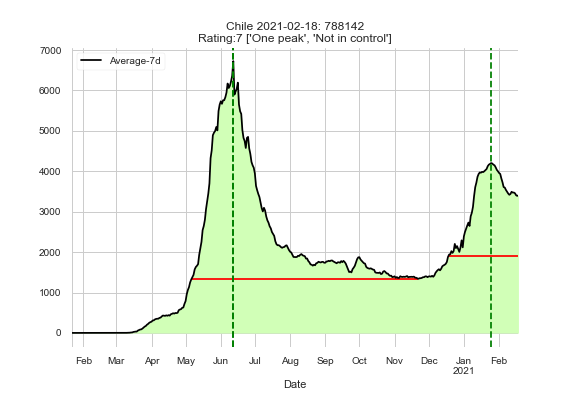 Chile 2021-02-18: 788142
Rating:7 ['One peak', 'Not in control']
Average-7d
7000
6000
5000
4000
3000
2000
1000
0
Feb Mar Apr May Jun Jul Aug Sep Oct Nov Dec Jan Feb
2021
Date